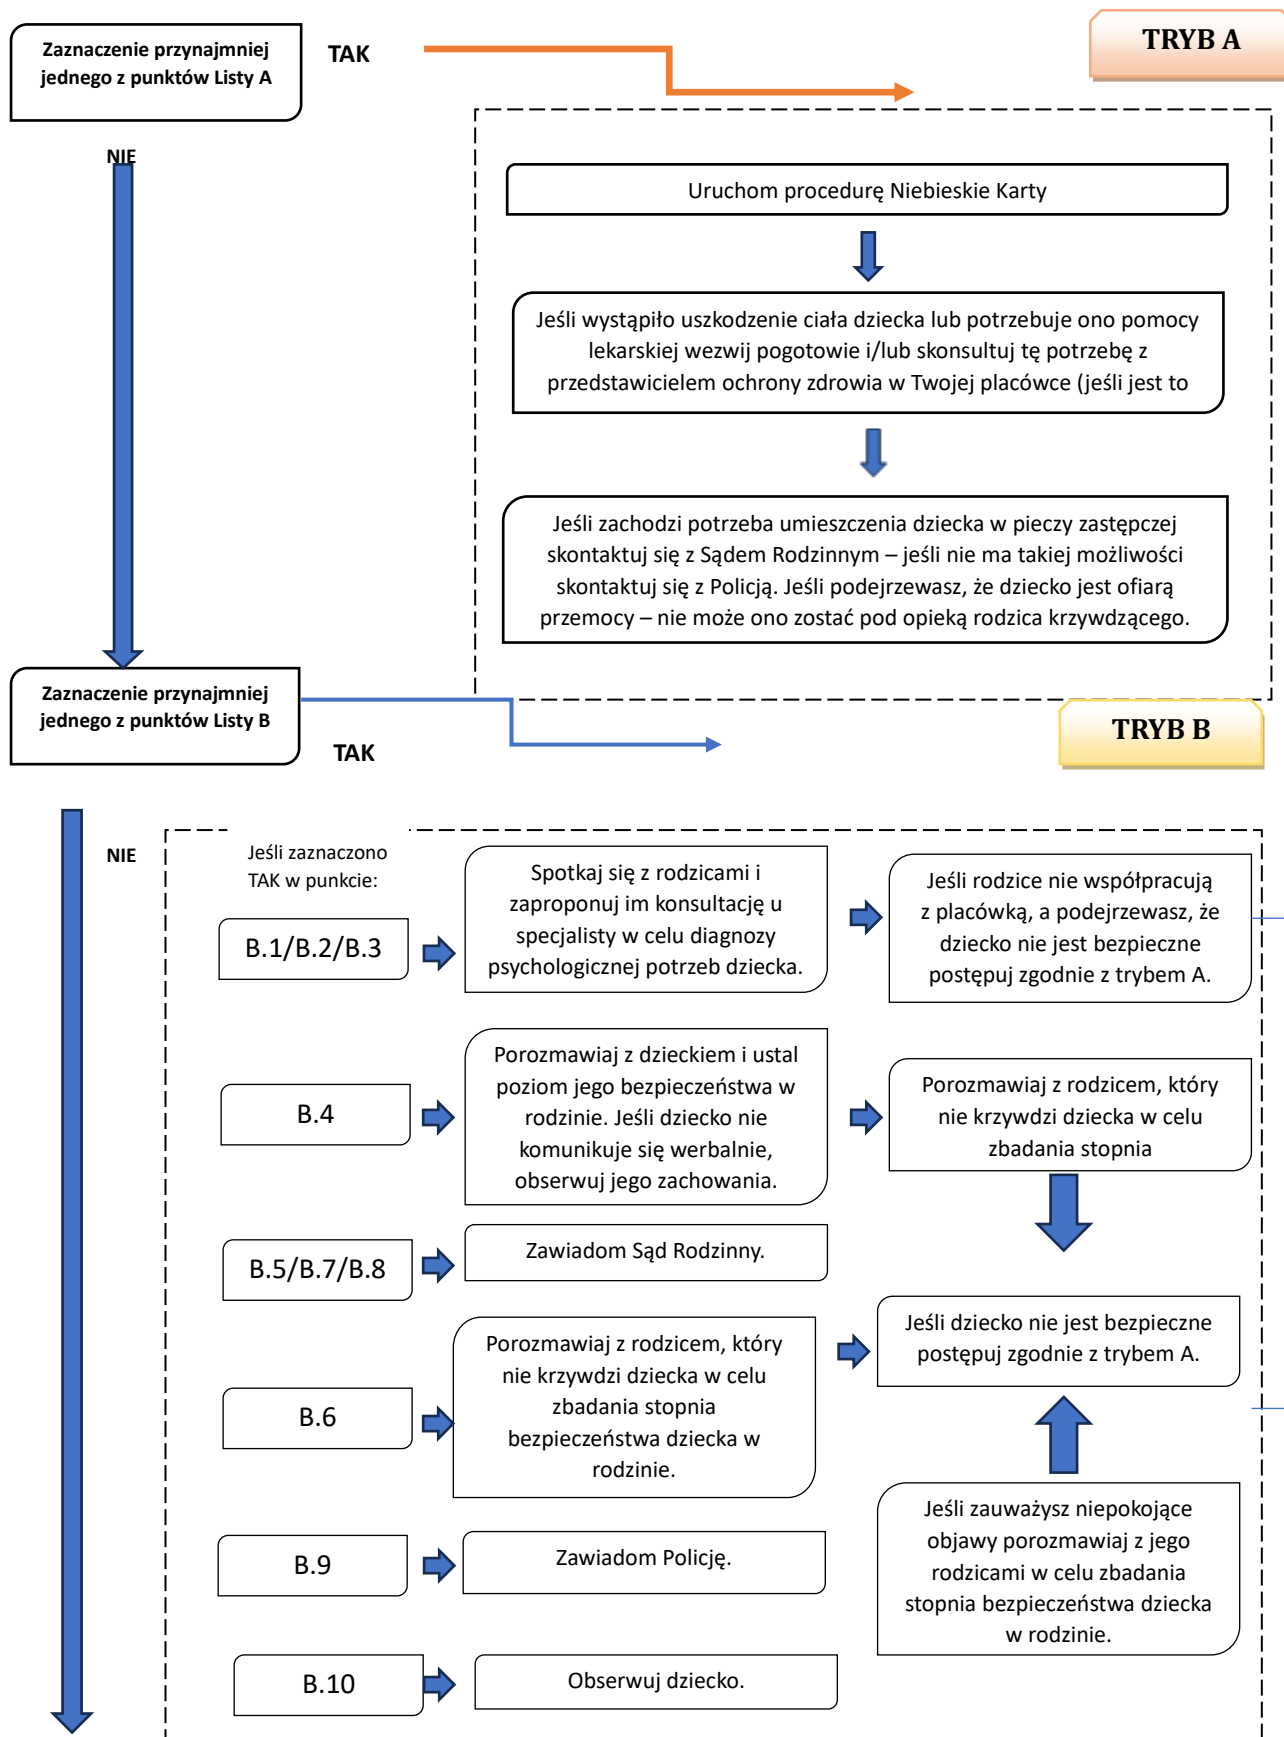 Zaznaczenie przynajmniej
jednego z punktów Listy A
TAK
TRYB A
NIE
Uruchom procedurę Niebieskie Karty
Jeśli wystąpiło uszkodzenie ciała dziecka lub potrzebuje ono pomocy
lekarskiej wezwij pogotowie i/lub skonsultuj tę potrzebę z
przedstawicielem ochrony zdrowia w Twojej placówce (jeśli jest to
Jeśli zachodzi potrzeba umieszczenia dziecka w pieczy zastępczej
skontaktuj się z Sądem Rodzinnym – jeśli nie ma takiej możliwości
skontaktuj się z Policją. Jeśli podejrzewasz, że dziecko jest ofiarą
przemocy – nie może ono zostać pod opieką rodzica krzywdzącego.
Zaznaczenie przynajmniej
jednego z punktów Listy B
TAK
TRYB B
NIE
Jeśli zaznaczono
TAK w punkcie:
B.1/B.2/B.3
Spotkaj się z rodzicami i
zaproponuj im konsultację u
specjalisty w celu diagnozy
psychologicznej potrzeb dziecka.
Jeśli rodzice nie współpracują
z placówką, a podejrzewasz, że
dziecko nie jest bezpieczne
postępuj zgodnie z trybem A.
B.4
Porozmawiaj z dzieckiem i ustal
poziom jego bezpieczeństwa w
rodzinie. Jeśli dziecko nie
komunikuje się werbalnie,
obserwuj jego zachowania.
Porozmawiaj z rodzicem, który
nie krzywdzi dziecka w celu
zbadania stopnia
B.5/B.7/B.8
Zawiadom Sąd Rodzinny.
Jeśli dziecko nie jest bezpieczne
postępuj zgodnie z trybem A.
B.6
Porozmawiaj z rodzicem, który
nie krzywdzi dziecka w celu
zbadania stopnia
bezpieczeństwa dziecka w
rodzinie.
Jeśli zauważysz niepokojące
objawy porozmawiaj z jego
rodzicami w celu zbadania
stopnia bezpieczeństwa dziecka
w rodzinie.
B.9
Zawiadom Policję.
B.10
Obserwuj dziecko.